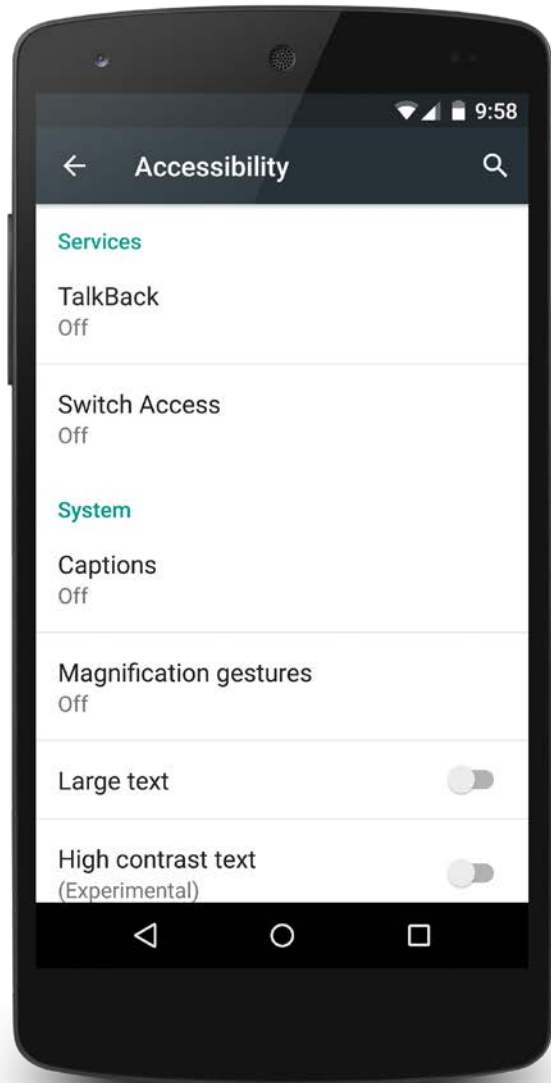 9:58
Accessibility
Services
TalkBack
Off
Switch Access
Off
System
Captions
Off
Magnification gestures
Off
Large text
High contrast text
(Experimental)